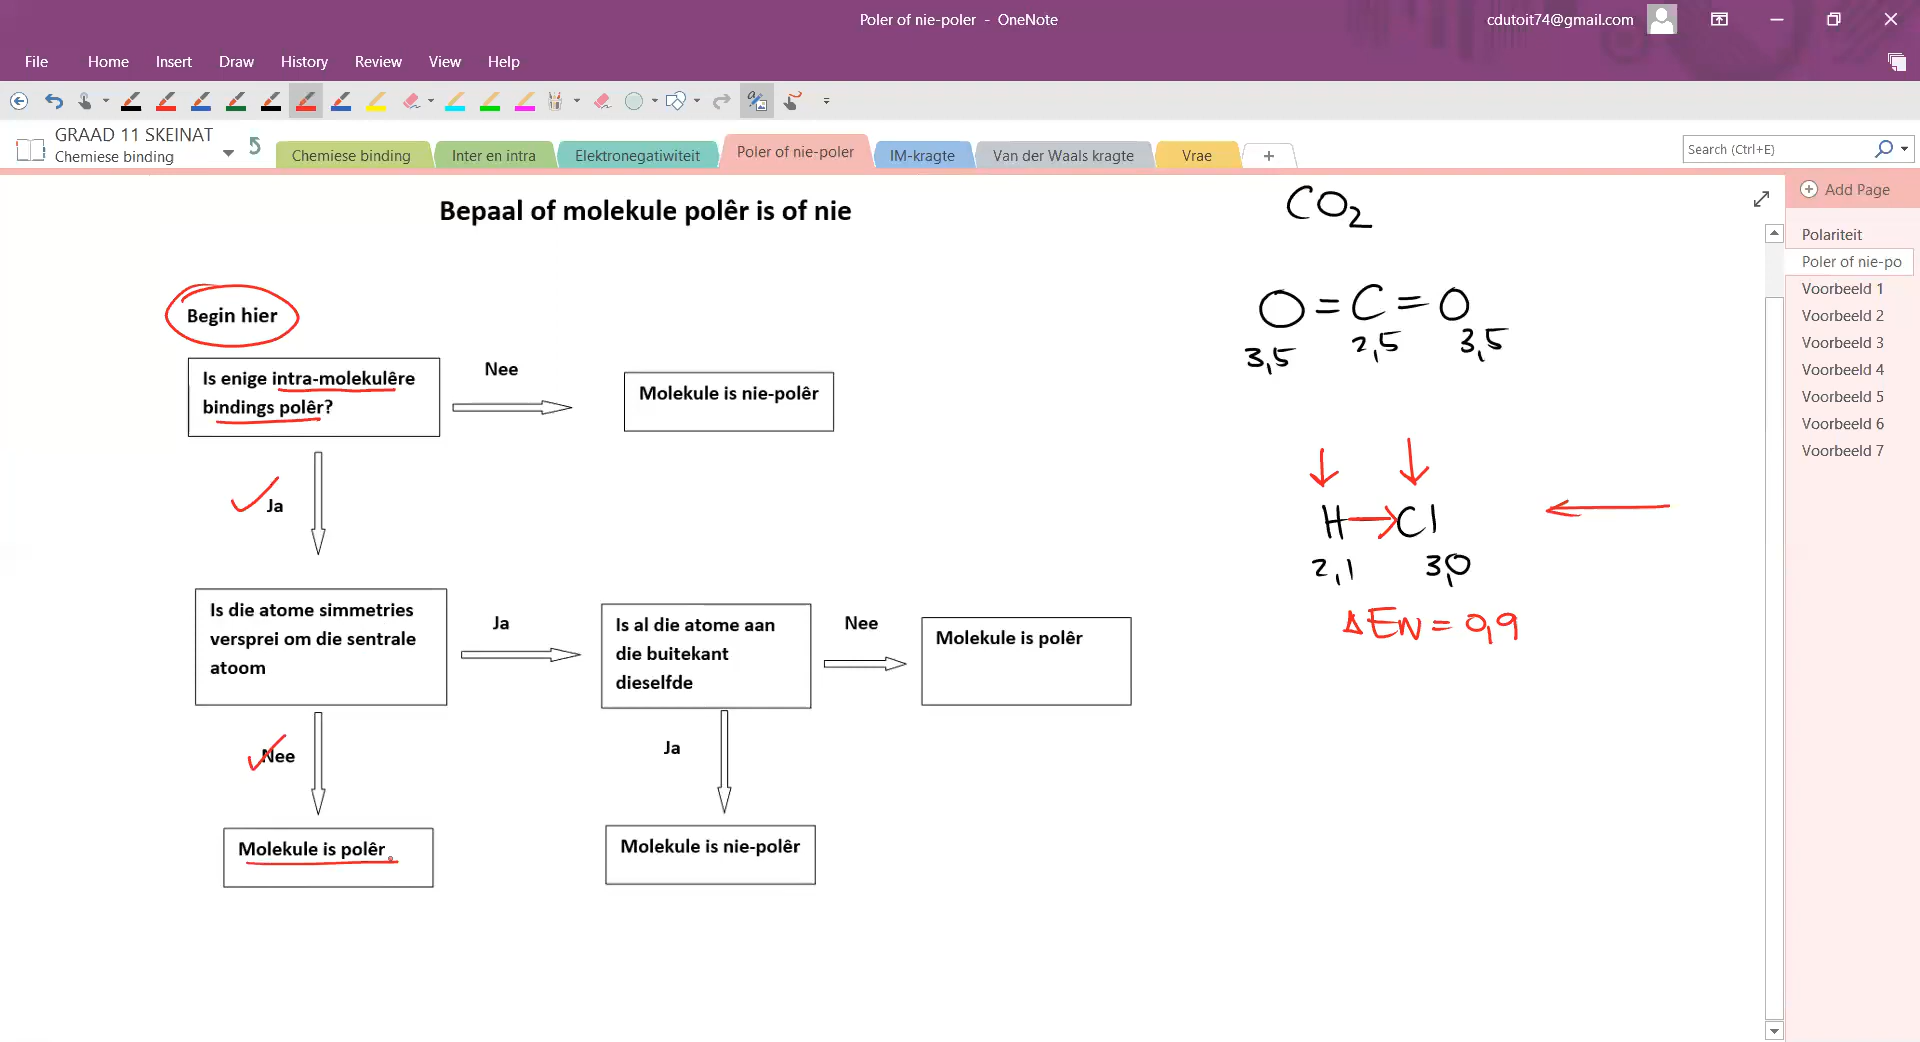 Poler of nie-poler - OneNote
cdutoit74@gmail.com
File Home Insert Draw History Review View Help
GRAAD 11 SKEINAT
Chemiese binding
Chemiese binding Inter en intra Elektronegatiwiteit Poler of nie-poler IM-kragte Van der Waals kragte Vrae +
Search (Ctrl+E)
Add Page
Polariteit
Poler of nie-po
Voorbeeld 1
Voorbeeld 2
Voorbeeld 3
Voorbeeld 4
Voorbeeld 5
Voorbeeld 6
Voorbeeld 7
Bepaal of molekule polêr is of nie
Begin hier
Is enige intra-molekulêre
bindings polêr?
Nee
Molekule is nie-polêr
Ja
Is die atome simmetries
versprei om die sentrale
atoom
Ja
Is al die atome aan
die buitekant
dieselfde
Nee
Molekule is polêr
Nee
Ja
Molekule is polêr
Molekule is nie-polêr
CO2
O = C = O
3,5 2,5 3,5
H → Cl
2,1 3,0
ΔEN = 0,9